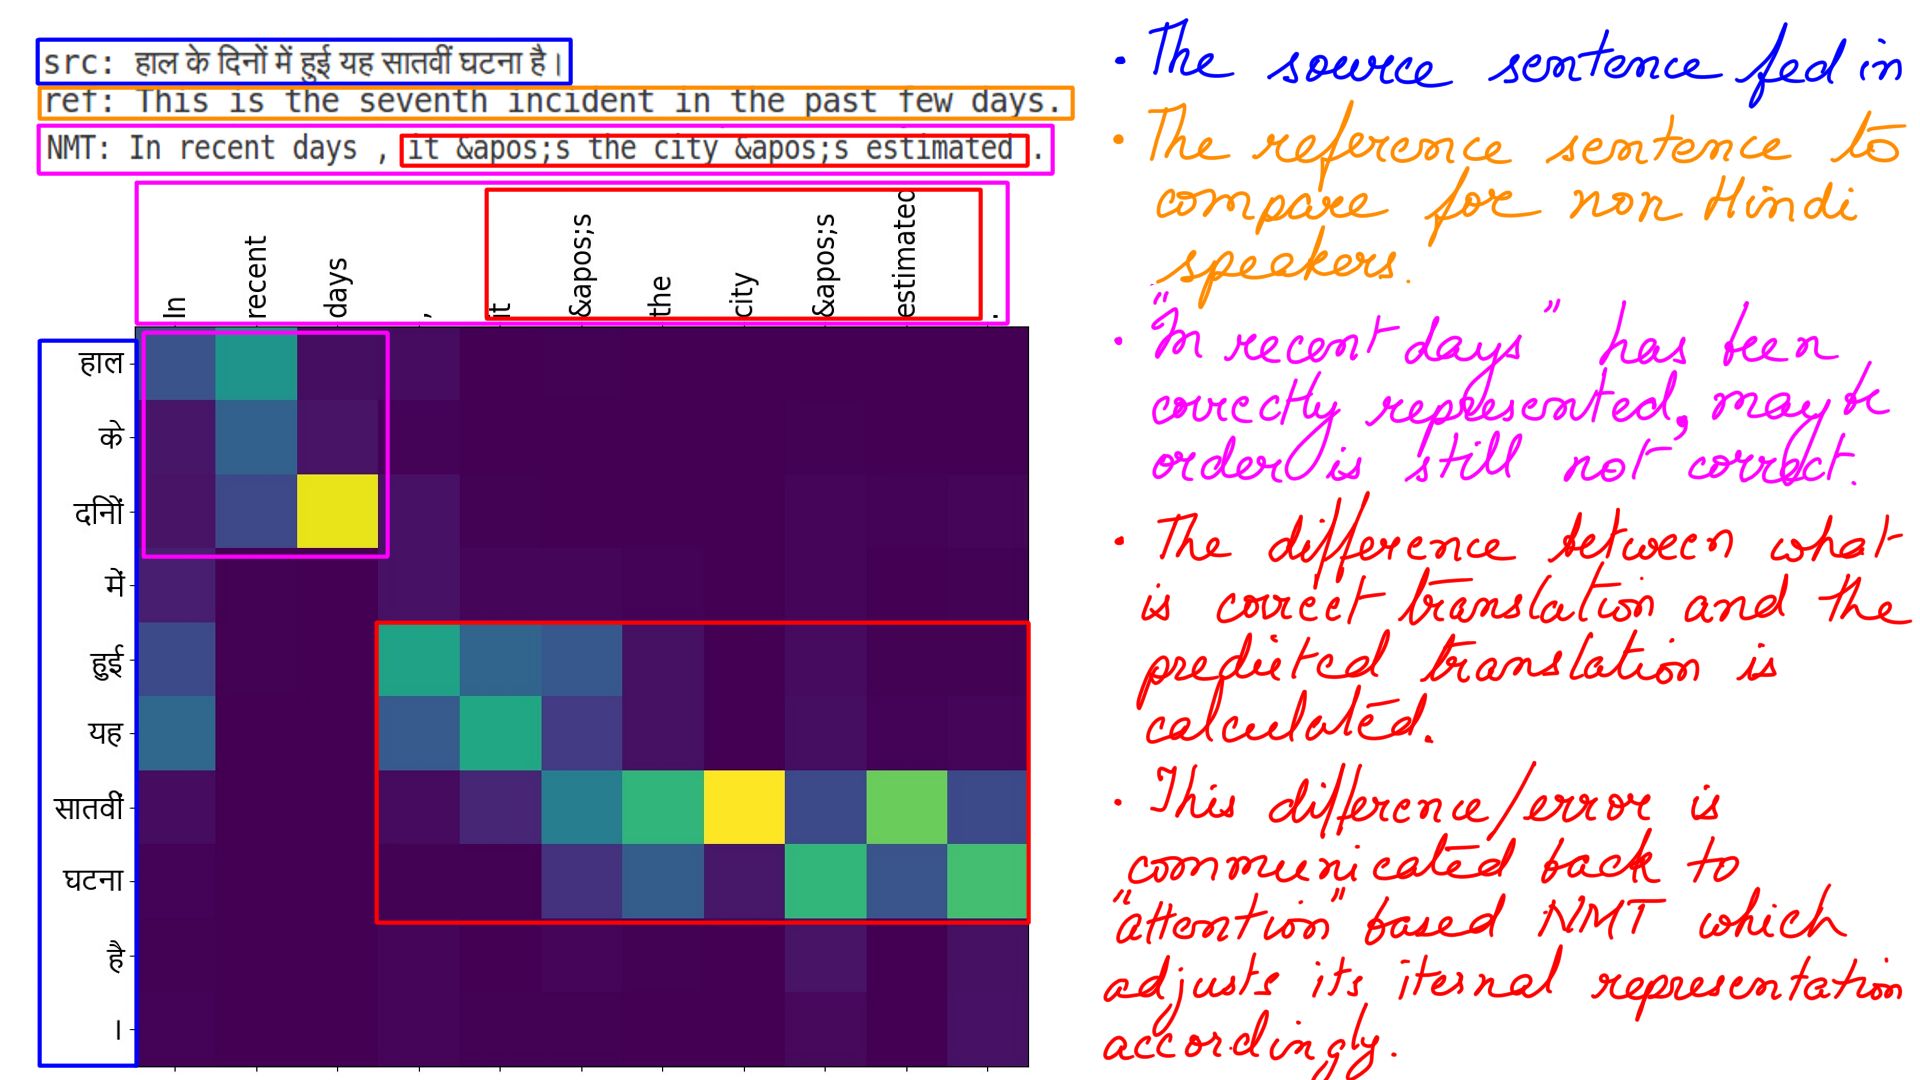 src: हाल के दिनों में हुई यह सातवीं घटना है।
ref: This is the seventh incident in the past few days.
NMT: In recent days , it &apos;s the city &apos;s estimated .
In
recent
days
,
it
&apos;s
the
city
&apos;s
estimated
.
हाल
के
दिनों
में
हुई
यह
सातवीं
घटना
है
।
• The source sentence fed in
• The reference sentence to
compare for non Hindi
speakers.
• "In recent days" has been
correctly represented, maybe
order is still not correct.
• The difference between what
is correct translation and the
predicted translation is
calculated.
• This difference/error is
communicated back to
"attention" based NMT which
adjusts its iternal representation
accordingly.